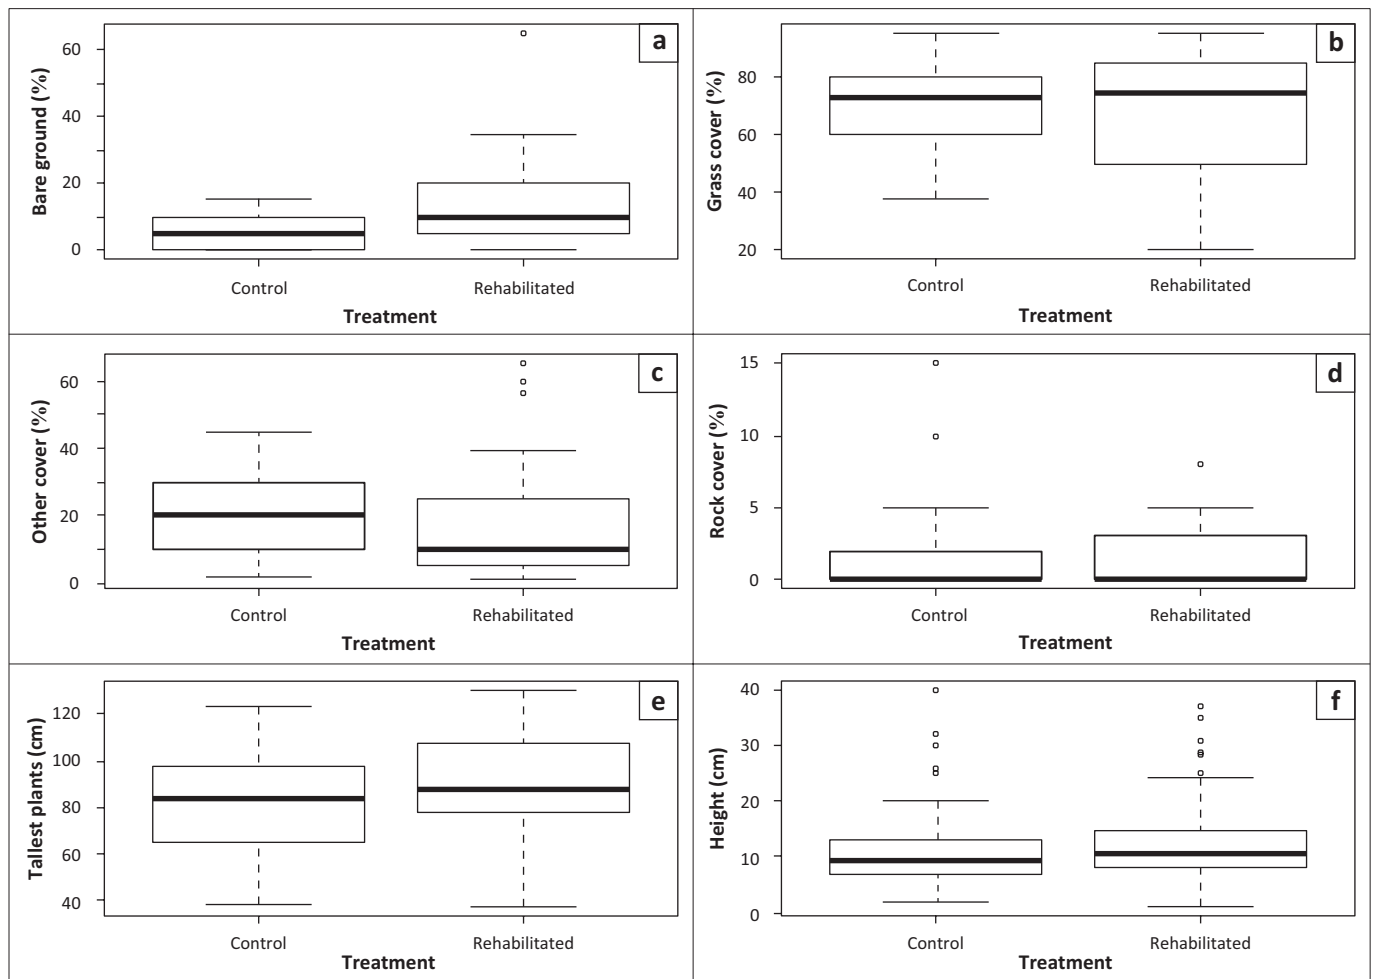 a
Bare ground (%)
60
40
20
0
Control Rehabilitated
Treatment
b
Grass cover (%)
80
60
40
20
Control Rehabilitated
Treatment
c
Other cover (%)
60
40
20
0
Control Rehabilitated
Treatment
d
Rock cover (%)
15
10
5
0
Control Rehabilitated
Treatment
e
Tallest plants (cm)
120
100
80
60
40
Control Rehabilitated
Treatment
f
Height (cm)
40
30
20
10
0
Control Rehabilitated
Treatment